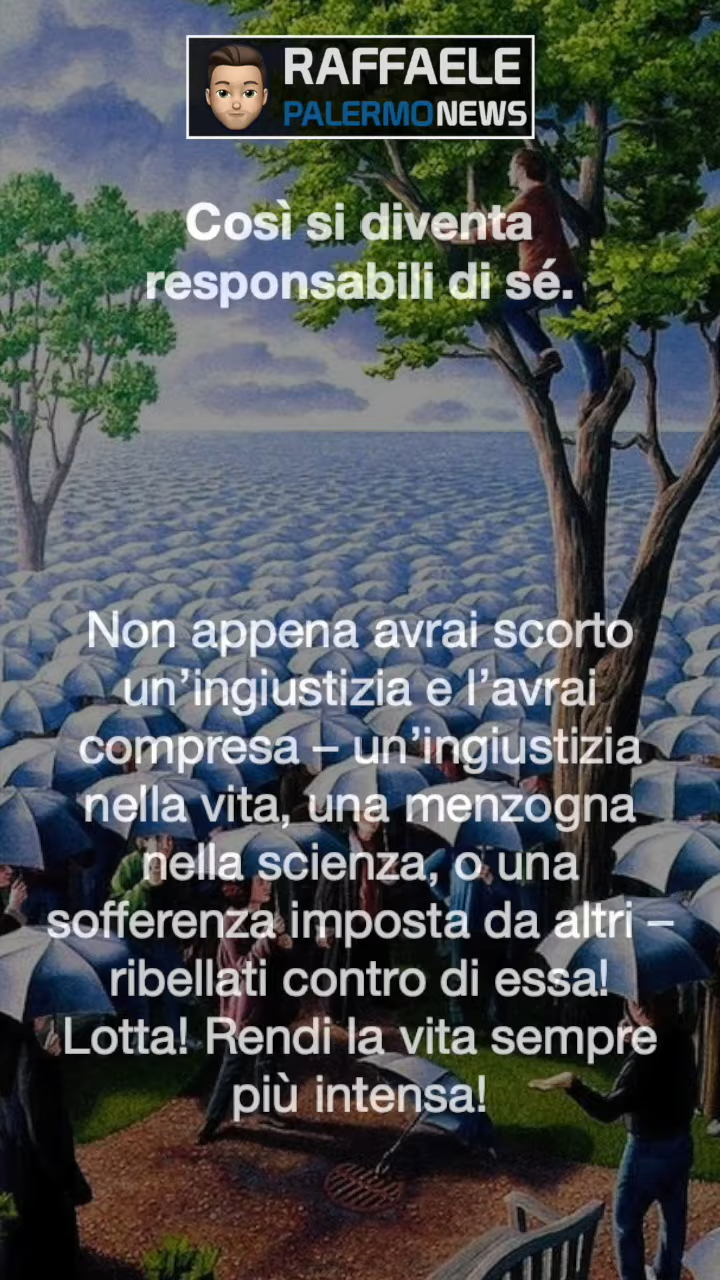 RAFFAELE
PALERMONEWS
Così si diventa
responsabili di sé.
Non appena avrai scorto
un’ingiustizia e l’avrai
compresa – un’ingiustizia
nella vita, una menzogna
nella scienza, o una
sofferenza imposta da altri –
ribellati contro di essa!
Lotta! Rendi la vita sempre
più intensa!